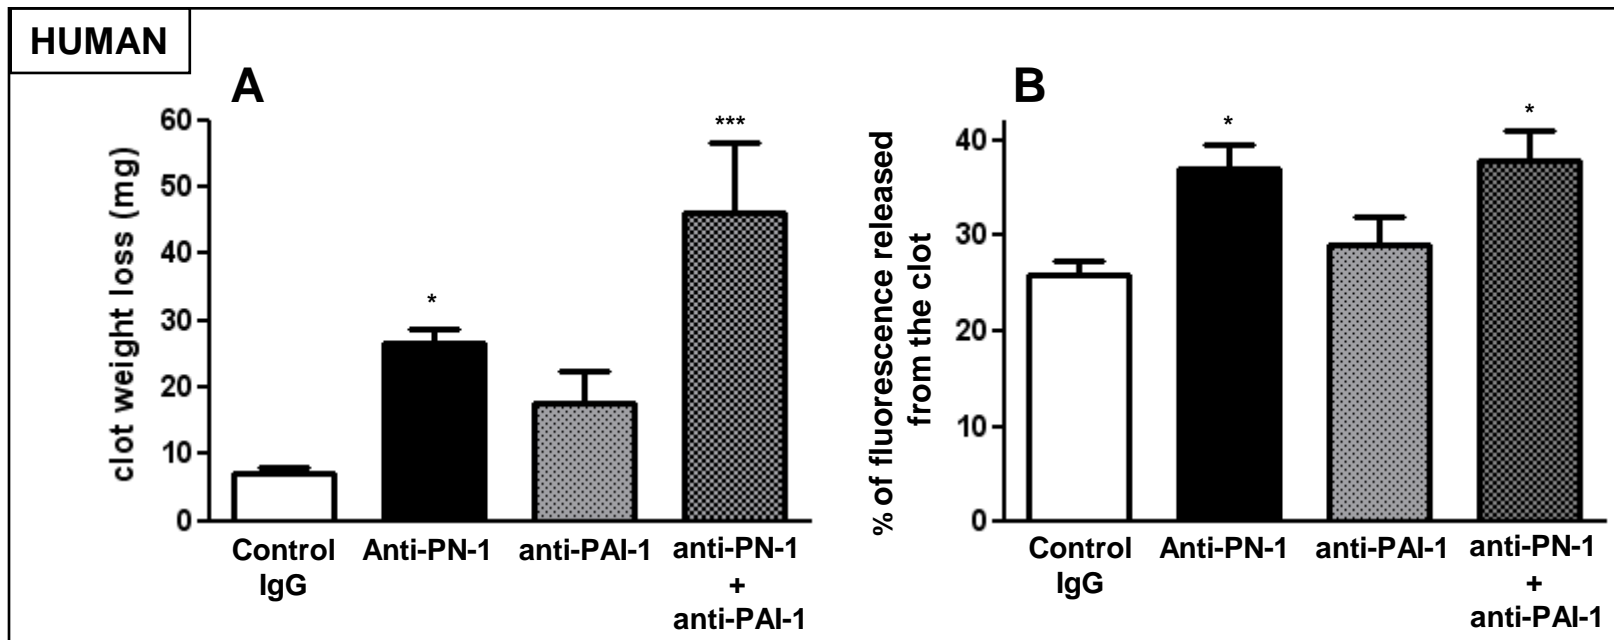 HUMAN
A
clot weight loss (mg)
60
50
40
30
20
10
0
*
***
Control
IgG
Anti-PN-1
anti-PAI-1
anti-PN-1
+
anti-PAI-1
B
% of fluorescence released
from the clot
40
30
20
10
0
*
*
Control
IgG
Anti-PN-1
anti-PAI-1
anti-PN-1
+
anti-PAI-1